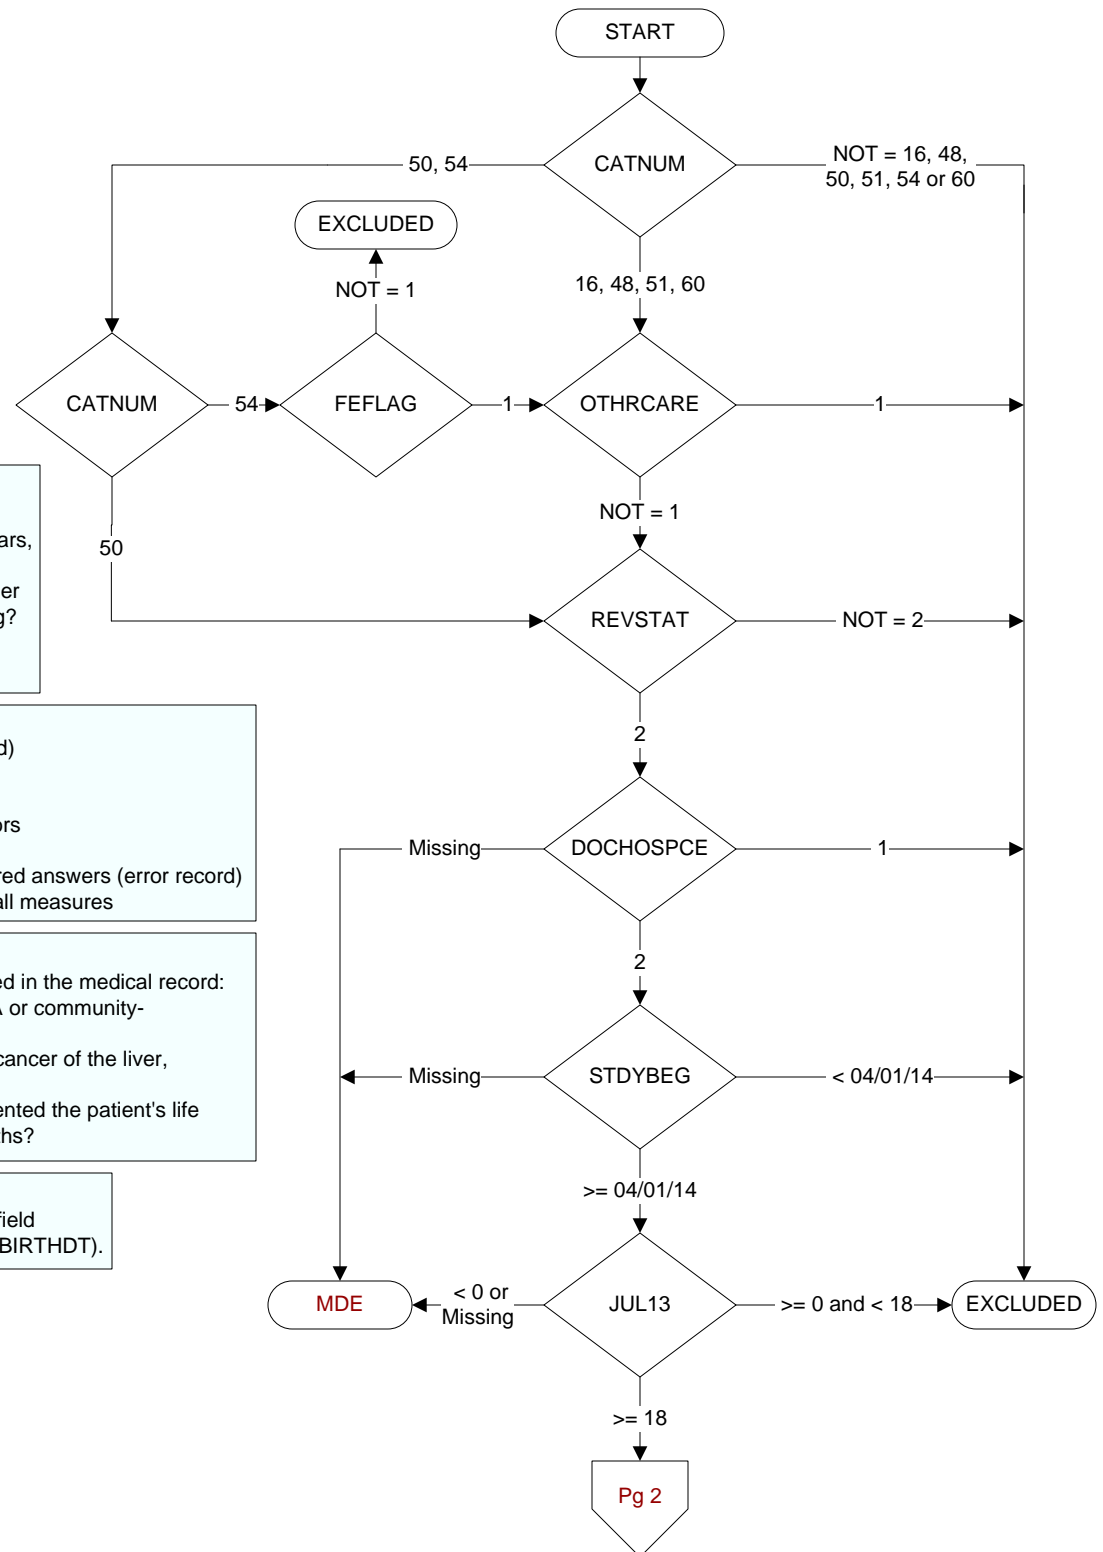 START
CATNUM
50, 54
NOT = 16, 48,
50, 51, 54 or 60
EXCLUDED
NOT = 1
16, 48, 51, 60
CATNUM
54
FEFLAG
1
OTHRCARE
1
NOT = 1
50
REVSTAT
NOT = 2
2
DOCHOSPCE
Missing
1
2
STDYBEG
Missing
< 04/01/14
>= 04/01/14
MDE
< 0 or
Missing
JUL13
>= 0 and < 18
EXCLUDED
>= 18
Pg 2
ars,
er
g?
d)
ors
red answers (error record)
all measures
ed in the medical record:
A or community-
cancer of the liver,
ented the patient's life
ths?
field
BIRTHDT).